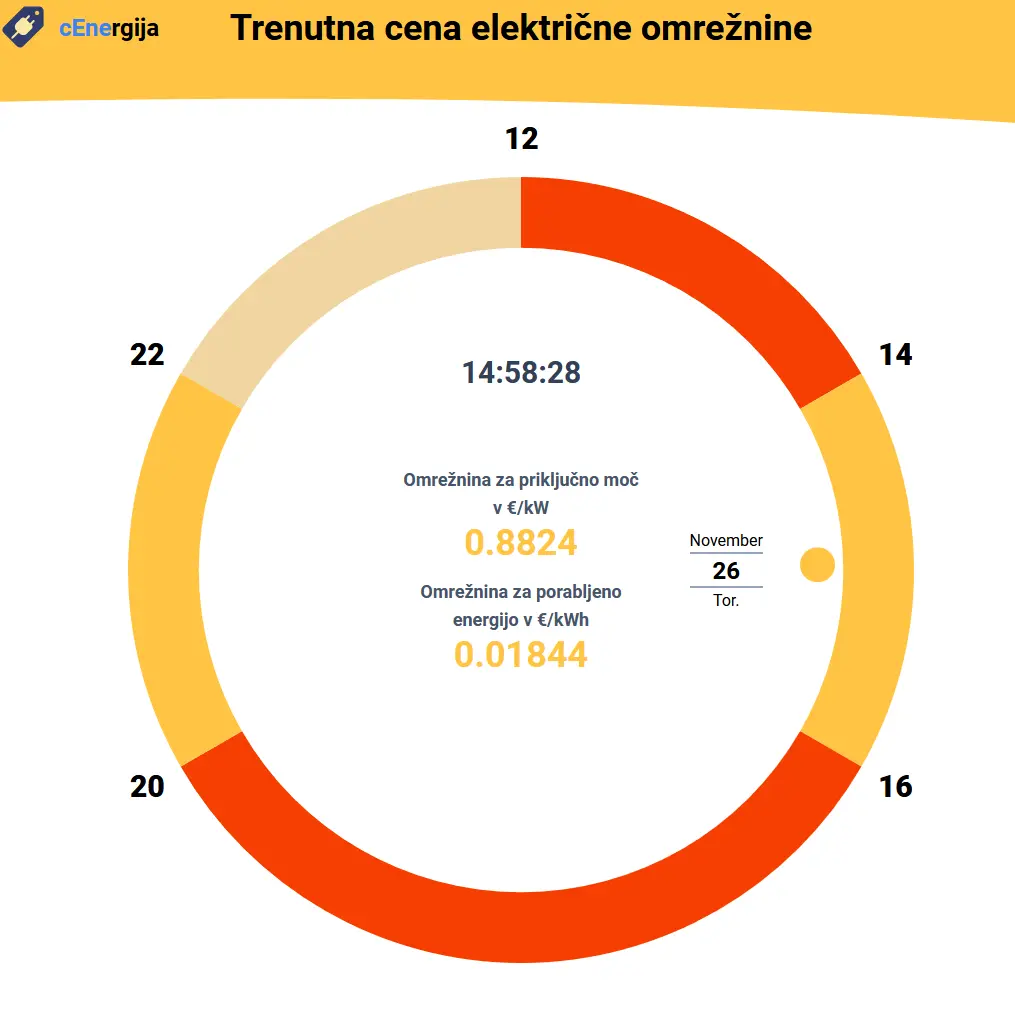 cEnergija
Trenutna cena električne omrežnine
12
22
14
14:58:28
Omrežnina za priključno moč
v €/kW
0.8824
November
26
Tor.
Omrežnina za porabljeno
energijo v €/kWh
0.01844
20
16